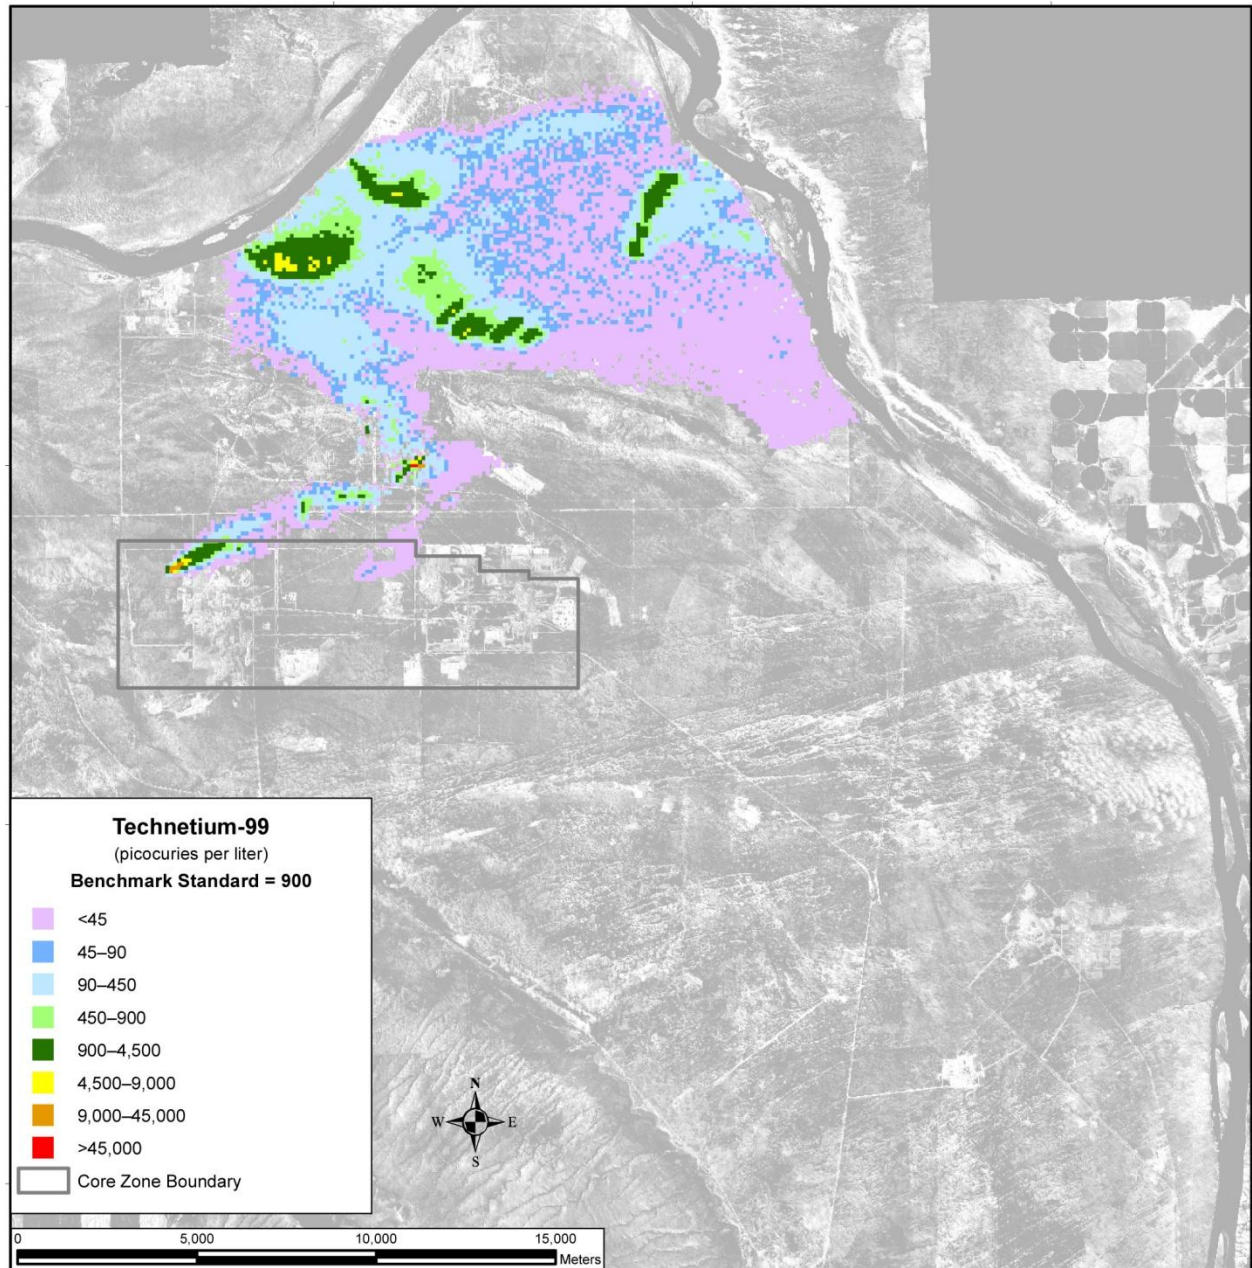 Technetium-99
(picocuries per liter)
Benchmark Standard = 900
<45
45–90
90–450
450–900
900–4,500
4,500–9,000
9,000–45,000
>45,000
Core Zone Boundary
N
W E
S
0 5,000 10,000 15,000
Meters